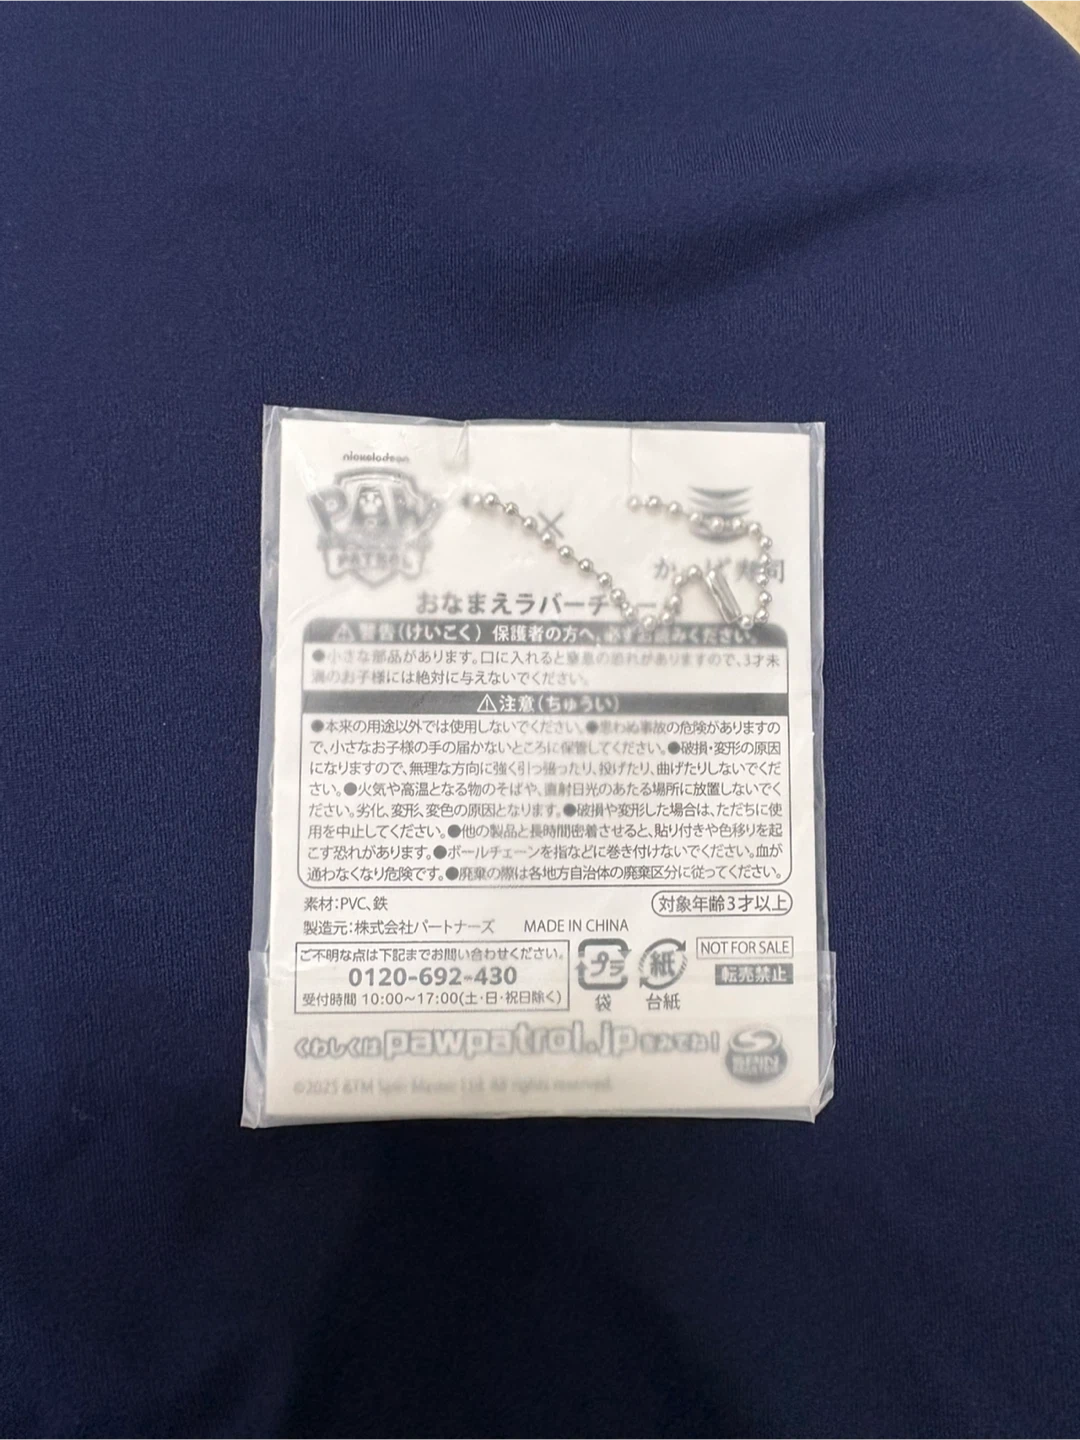 nickelodeon
PAW
PATROL
×
か 寿司
おなまえラバーチ ー
⚠警告（けいこく）保護者の方へ、必ずお読みください。
●小さな部品があります。口に入れると窒息の恐れがありますので、3才未
満のお子様には絶対に与えないでください。
⚠注意（ちゅうい）
●本来の用途以外では使用しないでください。●思わぬ事故の危険がありますの
で、小さなお子様の手の届かないところに保管してください。●破損・変形の原因
になりますので、無理な方向に強く引っ張ったり、投げたり、曲げたりしないでくだ
さい。●火気や高温となる物のそばや、直射日光のあたる場所に放置しないでく
ださい。劣化、変形、変色の原因となります。●破損や変形した場合は、ただちに使
用を中止してください。●他の製品と長時間密着させると、貼り付きや色移りを起
こす恐れがあります。●ボールチェーンを指などに巻き付けないでください。血が
通わなくなり危険です。●廃棄の際は各地方自治体の廃棄区分に従ってください。
素材：PVC、鉄
対象年齢3才以上
製造元：株式会社パートナーズ MADE IN CHINA
ご不明な点は下記までお問い合わせください。
0120-692-430
受付時間 10:00～17:00（土・日・祝日除く）
プラ
袋
紙
台紙
NOT FOR SALE
転売禁止
くわしくはpawpatrol.jpをみてね！
©2025 &TM Spin Master Ltd. All rights reserved.